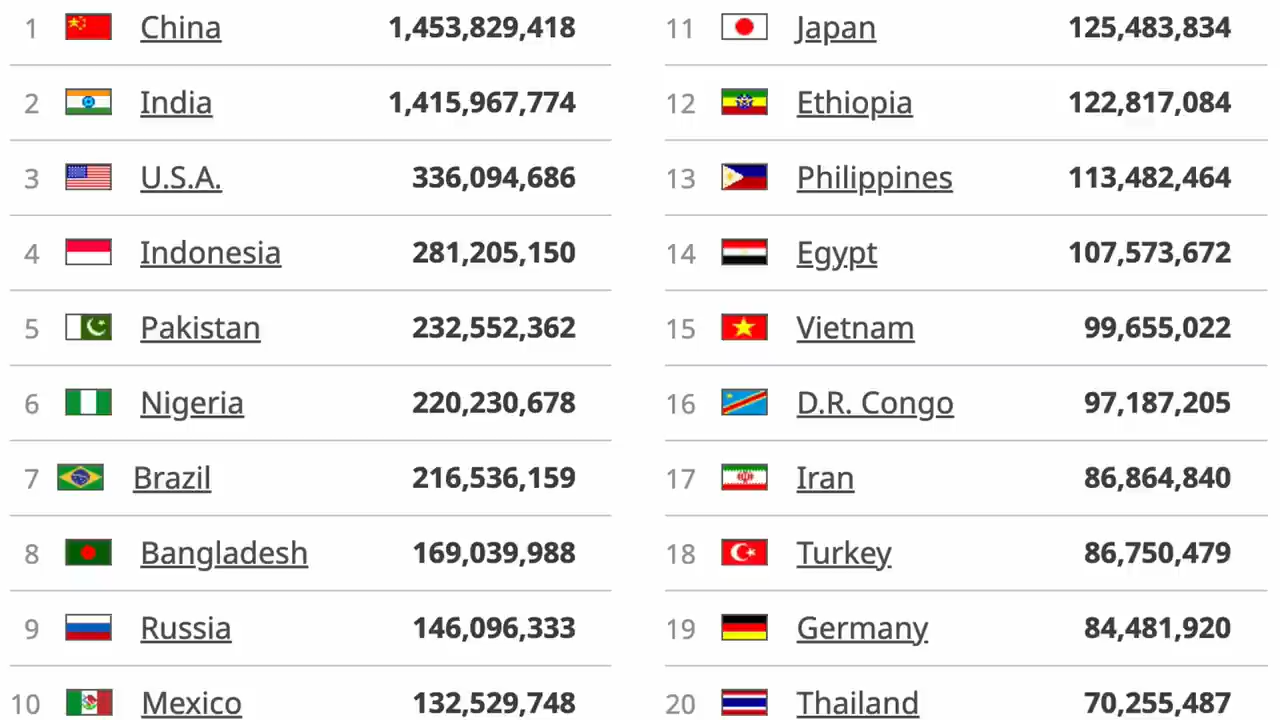 1 China 1,453,829,418
2 India 1,415,967,774
3 U.S.A. 336,094,686
4 Indonesia 281,205,150
5 Pakistan 232,552,362
6 Nigeria 220,230,678
7 Brazil 216,536,159
8 Bangladesh 169,039,988
9 Russia 146,096,333
10 Mexico 132,529,748
11 Japan 125,483,834
12 Ethiopia 122,817,084
13 Philippines 113,482,464
14 Egypt 107,573,672
15 Vietnam 99,655,022
16 D.R. Congo 97,187,205
17 Iran 86,864,840
18 Turkey 86,750,479
19 Germany 84,481,920
20 Thailand 70,255,487